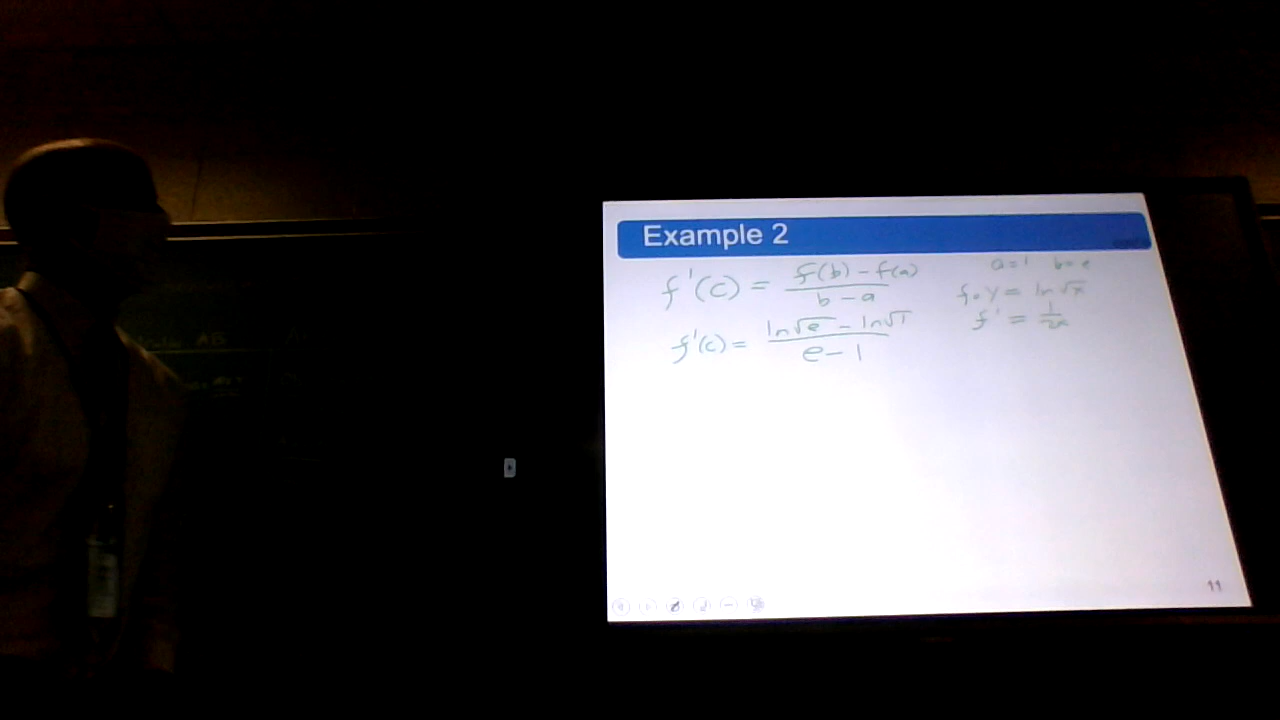 Example 2
f'(c) = f(b) - f(a) / b - a
a = 1 b = e
f. y = ln √x
f' = 1/2x
f'(c) = ln√e - ln√1 / e - 1
11